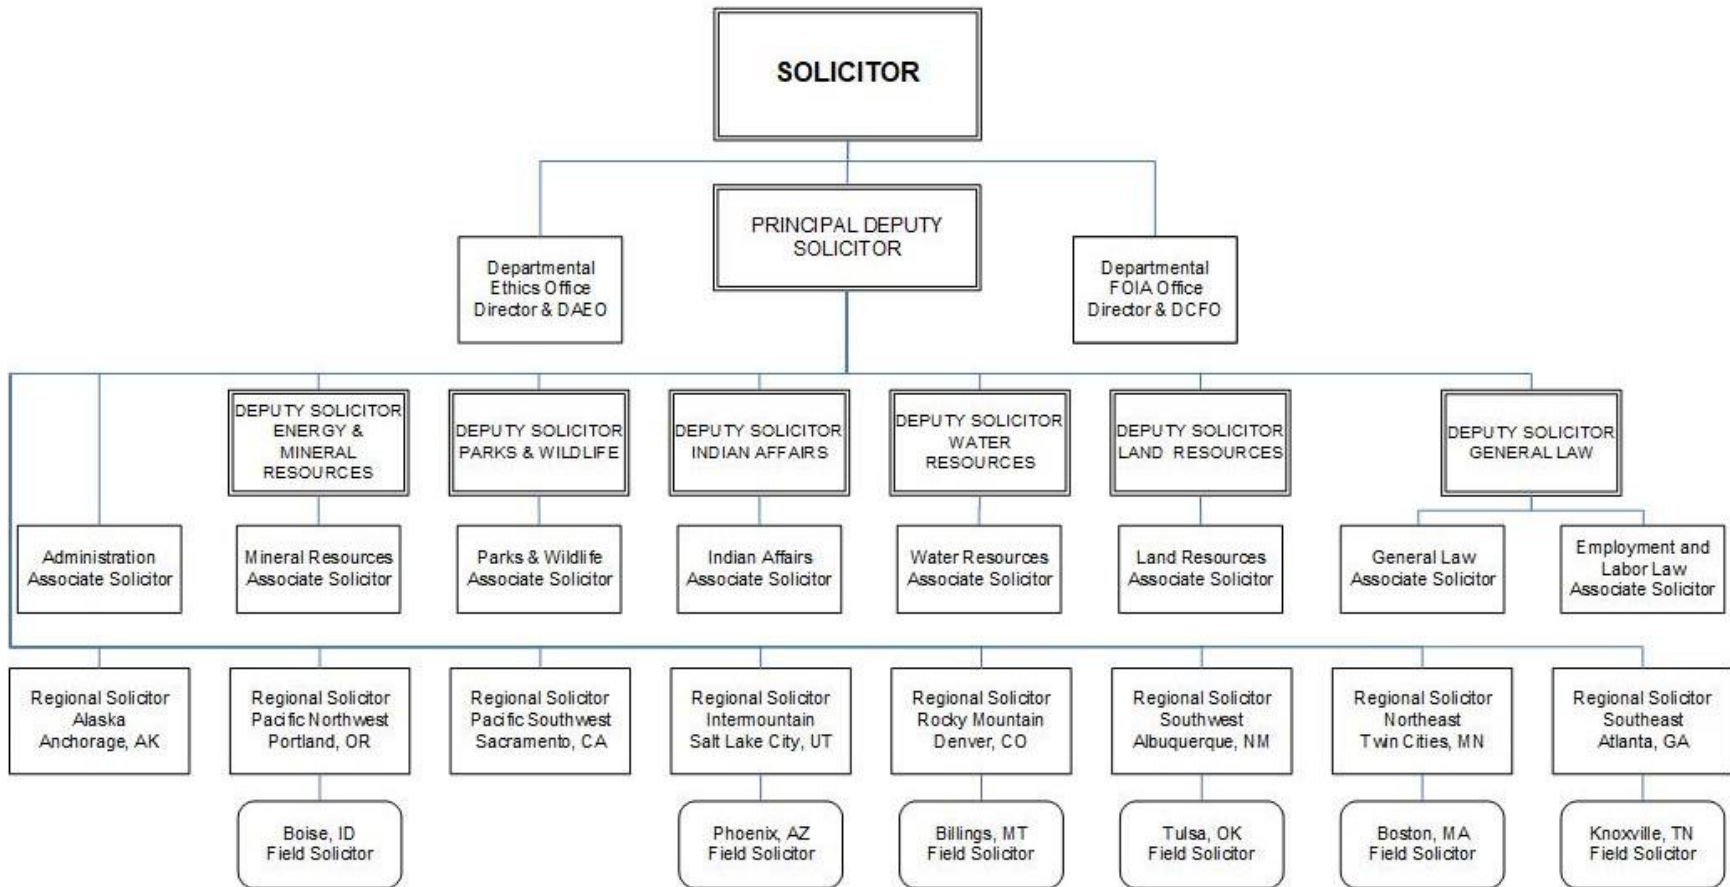 SOLICITOR
PRINCIPAL DEPUTY
SOLICITOR
Departmental
Ethics Office
Director & DAEO
Departmental
FOIA Office
Director & DCFO
DEPUTY SOLICITOR
ENERGY &
MINERAL
RESOURCES
DEPUTY SOLICITOR
PARKS & WILDLIFE
DEPUTY SOLICITOR
INDIAN AFFAIRS
DEPUTY SOLICITOR
WATER
RESOURCES
DEPUTY SOLICITOR
LAND RESOURCES
DEPUTY SOLICITOR
GENERAL LAW
Administration
Associate Solicitor
Mineral Resources
Associate Solicitor
Parks & Wildlife
Associate Solicitor
Indian Affairs
Associate Solicitor
Water Resources
Associate Solicitor
Land Resources
Associate Solicitor
General Law
Associate Solicitor
Employment and
Labor Law
Associate Solicitor
Regional Solicitor
Alaska
Anchorage, AK
Regional Solicitor
Pacific Northwest
Portland, OR
Regional Solicitor
Pacific Southwest
Sacramento, CA
Regional Solicitor
Intermountain
Salt Lake City, UT
Regional Solicitor
Rocky Mountain
Denver, CO
Regional Solicitor
Southwest
Albuquerque, NM
Regional Solicitor
Northeast
Twin Cities, MN
Regional Solicitor
Southeast
Atlanta, GA
Boise, ID
Field Solicitor
Phoenix, AZ
Field Solicitor
Billings, MT
Field Solicitor
Tulsa, OK
Field Solicitor
Boston, MA
Field Solicitor
Knoxville, TN
Field Solicitor